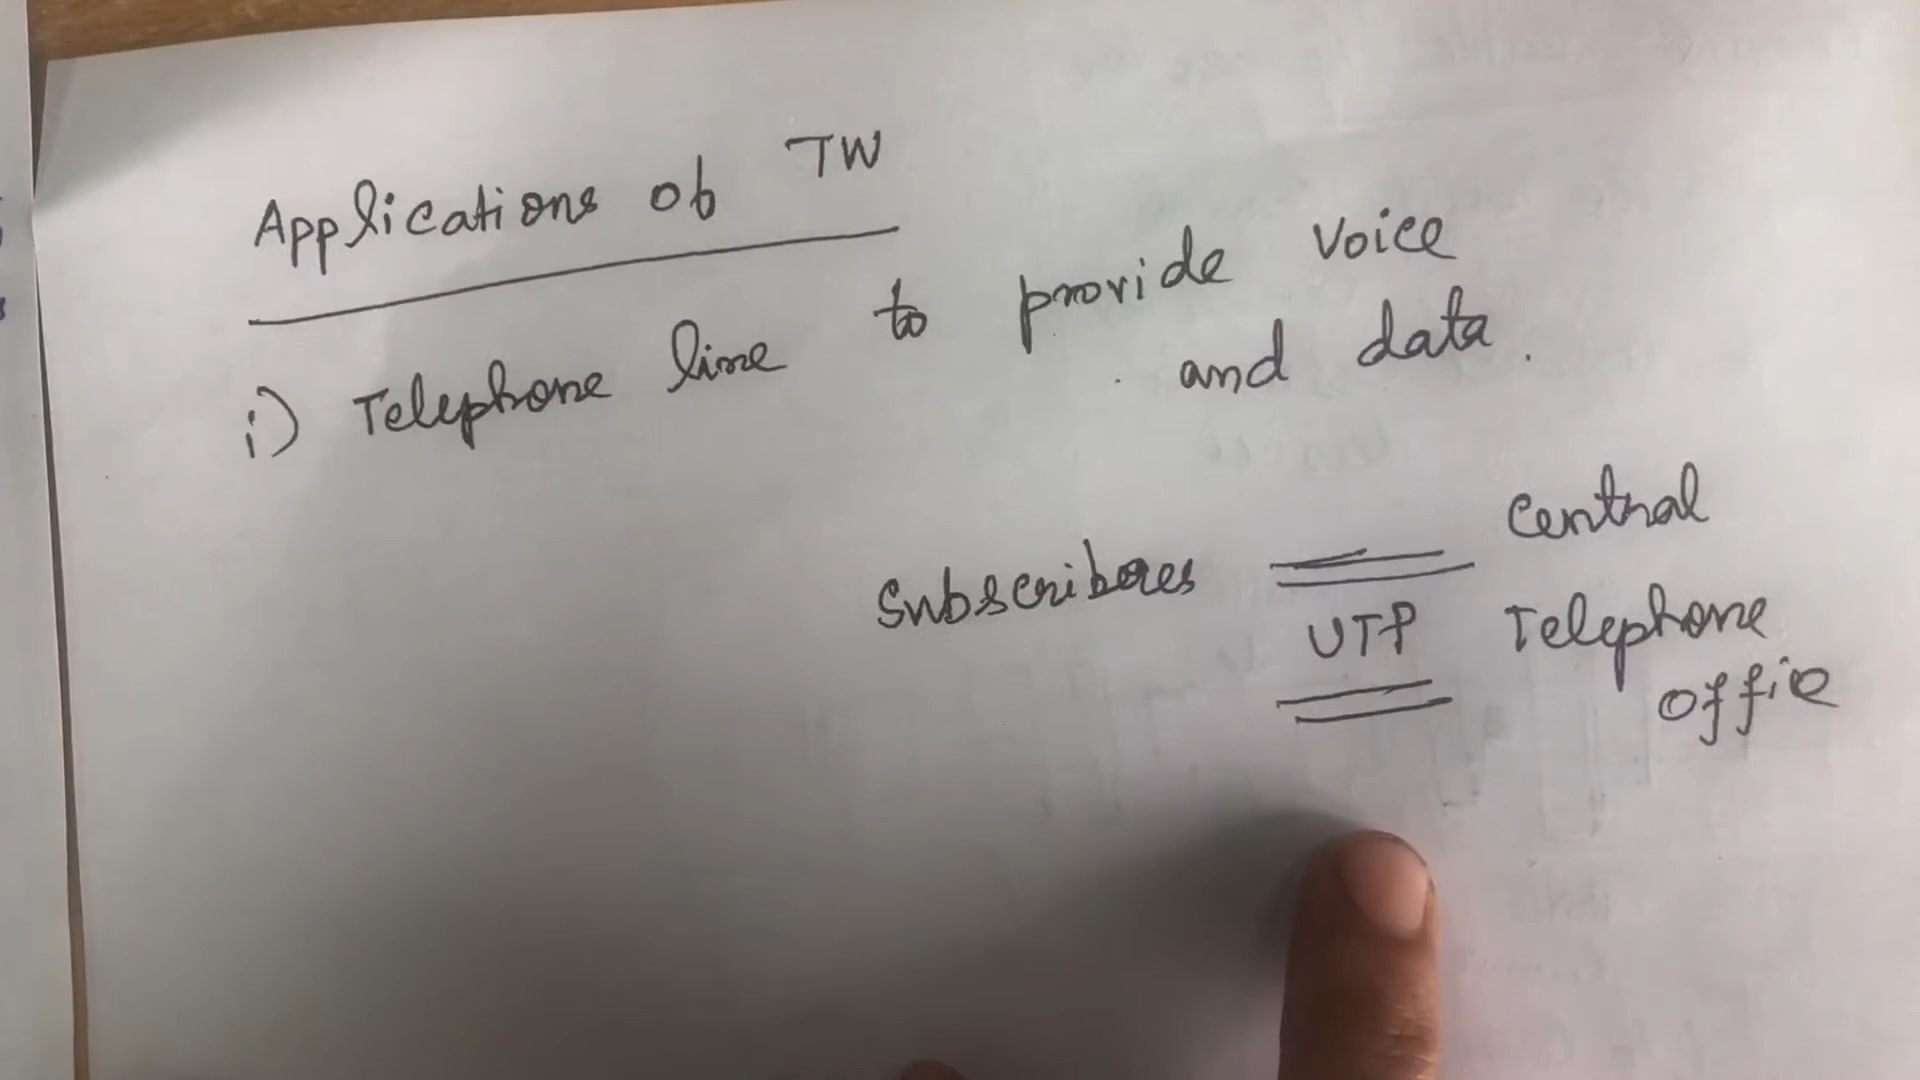 Applications of TW
i) Telephone line to provide voice
and data.
Subscribers UTP Central
Telephone
offie